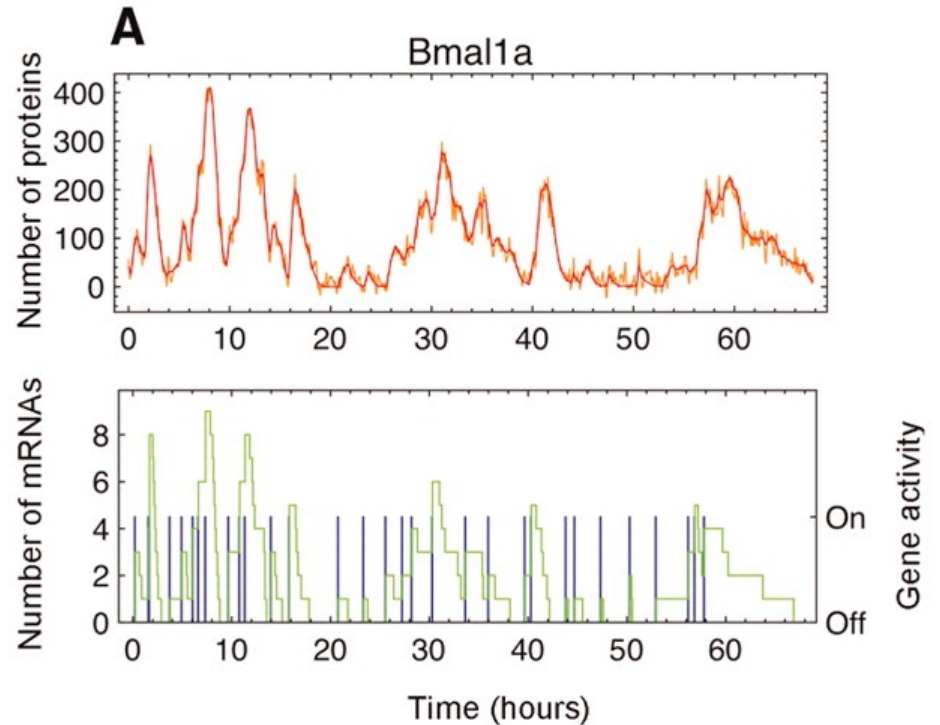 A
Bmal1a
Number of proteins
400
300
200
100
0
0 10 20 30 40 50 60
Number of mRNAs
8
6
4
2
0
On
Off
Gene activity
0 10 20 30 40 50 60
Time (hours)